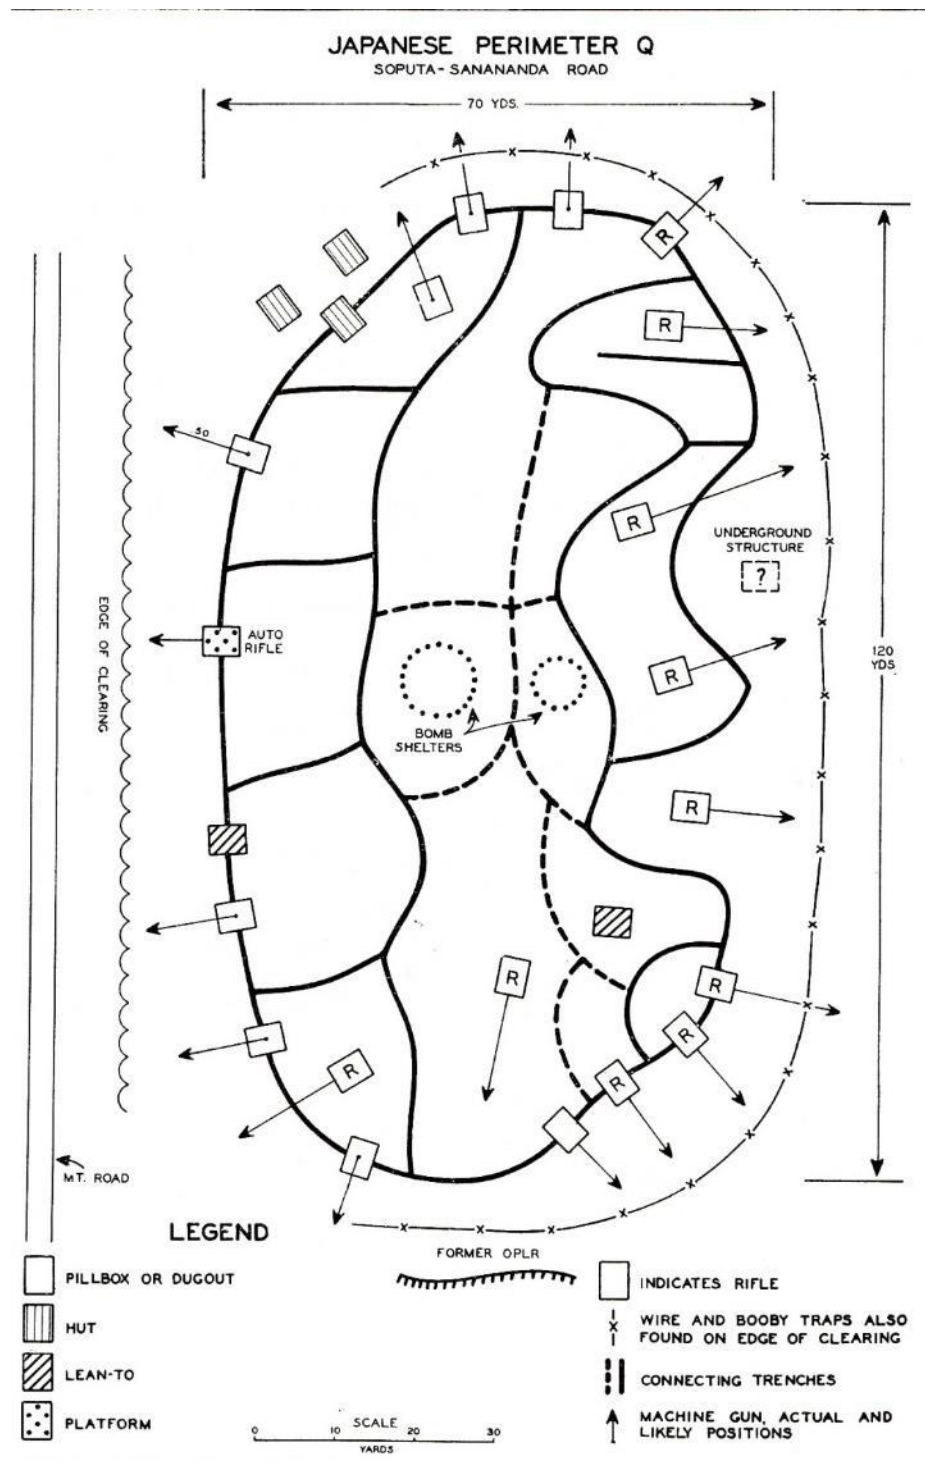 JAPANESE PERIMETER Q
SOPUTA-SANANANDA ROAD
70 YDS.
R
R
50
R
UNDERGROUND
STRUCTURE
?
EDGE OF CLEARING
AUTO
RIFLE
120
YDS
R
BOMB
SHELTERS
R
R
R
R
R
R
MT. ROAD
LEGEND
FORMER OPLR
PILLBOX OR DUGOUT
HUT
LEAN-TO
PLATFORM
INDICATES RIFLE
WIRE AND BOOBY TRAPS ALSO
FOUND ON EDGE OF CLEARING
CONNECTING TRENCHES
MACHINE GUN, ACTUAL AND
LIKELY POSITIONS
SCALE
0 10 20 30
YARDS